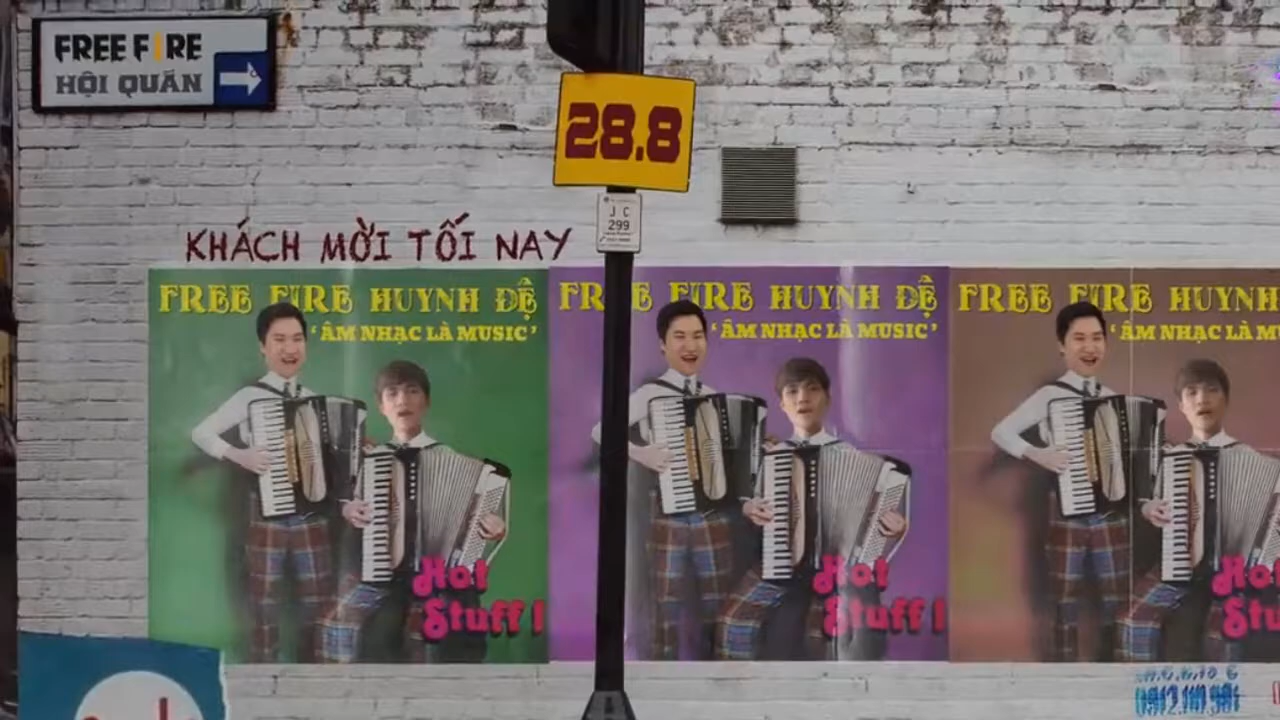 FREE FIRE
HỘI QUÁN
28.8
J C
299
KHÁCH MỜI TỐI NAY
FREE FIRE HUYNH ĐỆ
‘ÂM NHẠC LÀ MUSIC’
Hot
Stuff!
FREE FIRE HUYNH ĐỆ
‘ÂM NHẠC LÀ MUSIC’
Hot
Stuff!
FREE FIRE HUYNH
‘ÂM NHẠC LÀ MU
Hot
Stu